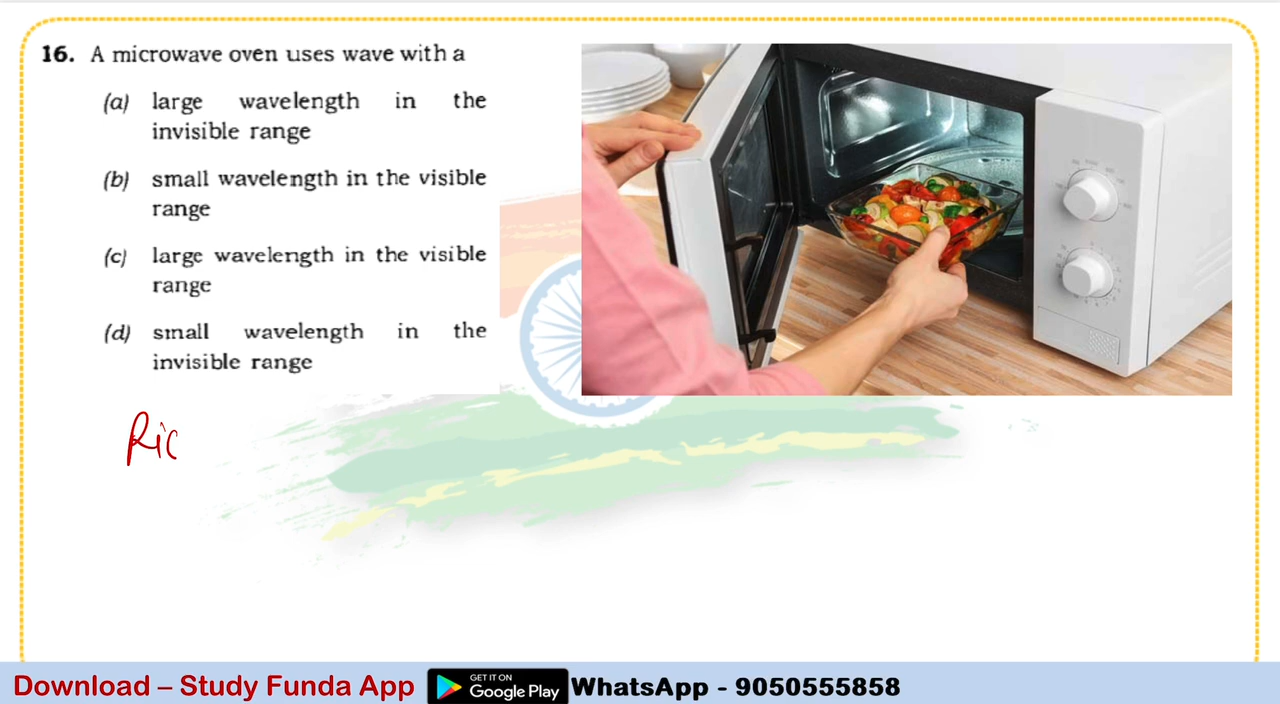 16. A microwave oven uses wave with a
(a) large wavelength in the
invisible range
(b) small wavelength in the visible
range
(c) large wavelength in the visible
range
(d) small wavelength in the
invisible range
Ric
Download – Study Funda App
GET IT ON
Google Play
WhatsApp - 9050555858